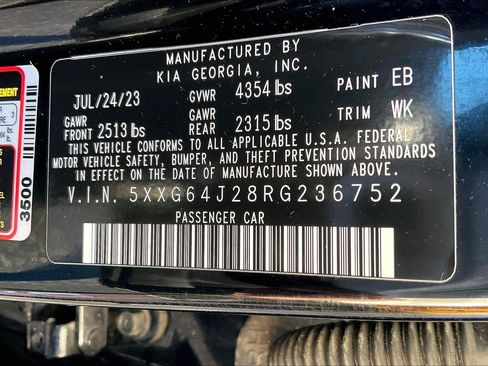 MANUFACTURED BY
KIA GEORGIA, INC.
JUL/24/23 GVWR 4354 lbs PAINT EB
GAWR FRONT 2513 lbs GAWR REAR 2315 lbs TRIM WK
THIS VEHICLE CONFORMS TO ALL APPLICABLE U.S.A. FEDERAL
MOTOR VEHICLE SAFETY, BUMPER, AND THEFT PREVENTION STANDARDS
IN EFFECT ON THE DATE OF MANUFACTURE SHOWN ABOVE.
V.I.N. 5XXG64J28RG236752
PASSENGER CAR
3500